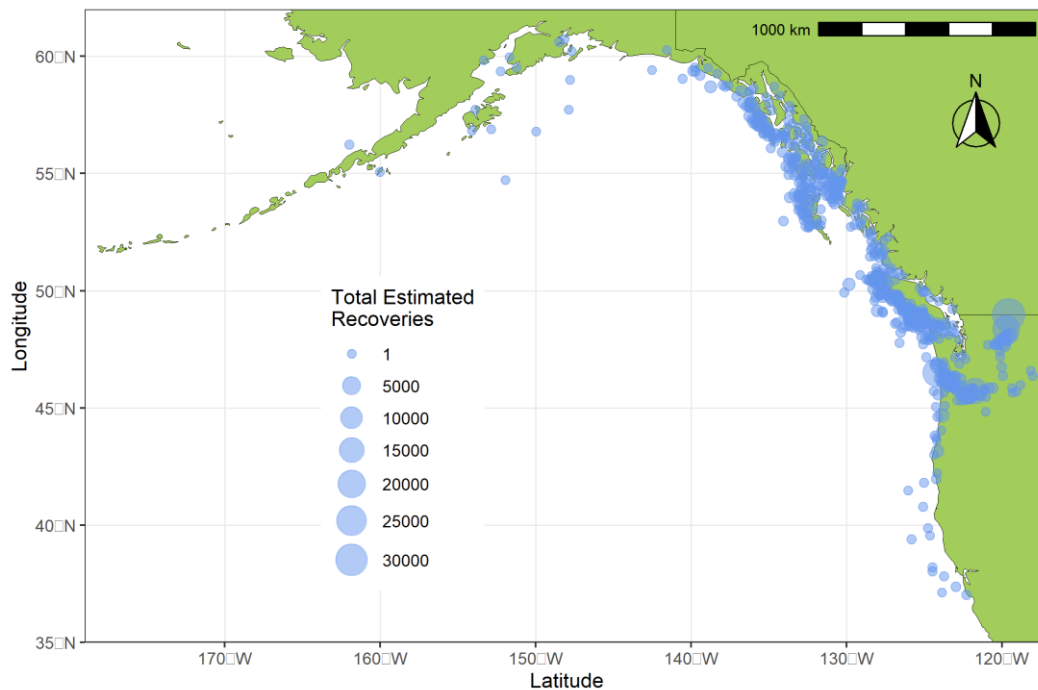 1000 km
N
60□N
55□N
50□N
45□N
40□N
35□N
Longitude
Total Estimated
Recoveries
1
5000
10000
15000
20000
25000
30000
170□W
160□W
150□W
140□W
130□W
120□W
Latitude